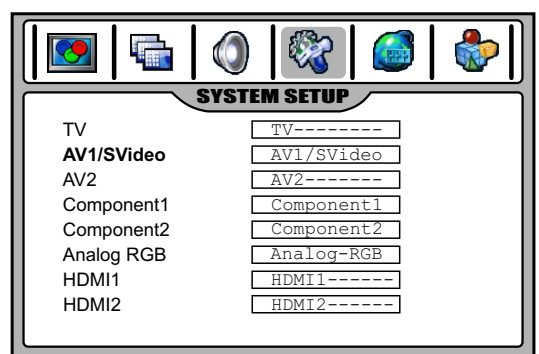 SYSTEM SETUP
TV TV--------
AV1/SVideo AV1/SVideo
AV2 AV2-------
Component1 Component1
Component2 Component2
Analog RGB Analog-RGB
HDMI1 HDMI1------
HDMI2 HDMI2------